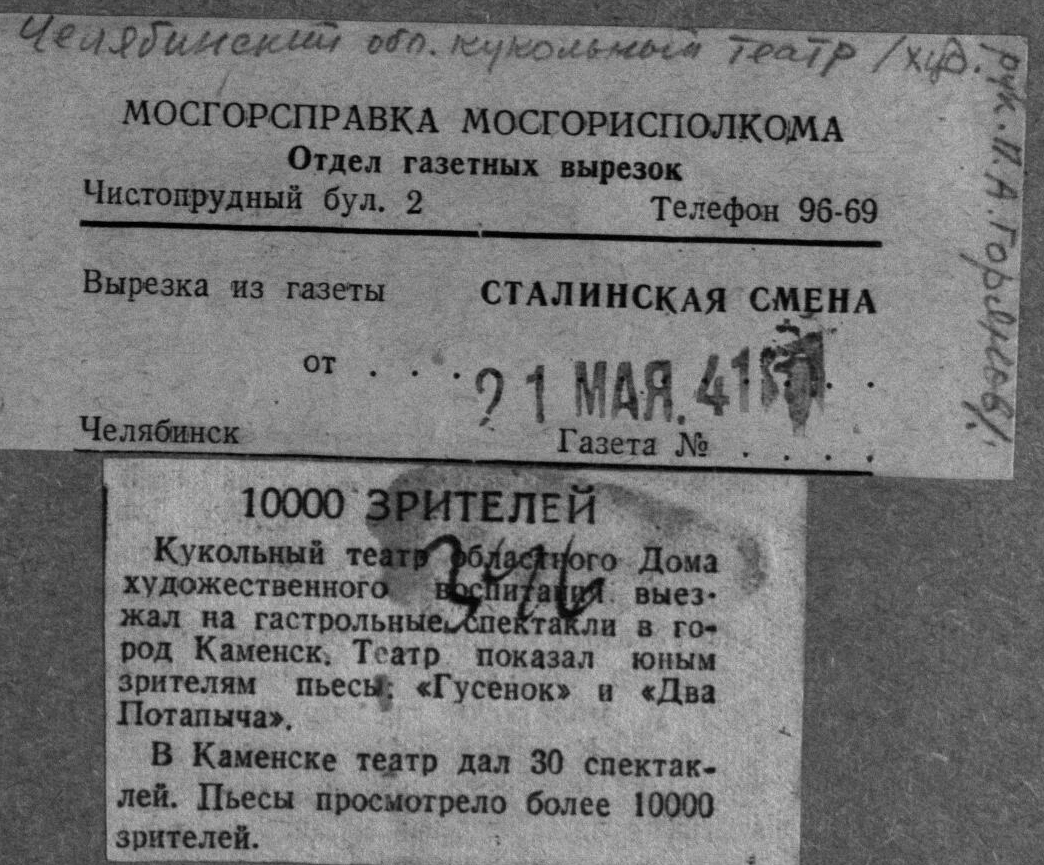 Челябинский обл. кукольный театр /худ.
рук. П. А. Гарянов/.
МОСГОРСПРАВКА МОСГОРИСПОЛКОМА
Отдел газетных вырезок
Чистопрудный бул. 2 Телефон 96-69
Вырезка из газеты СТАЛИНСКАЯ СМЕНА
от . . . 21 МАЯ. 41 . .
Челябинск Газета № . . . .
10000 ЗРИТЕЛЕЙ
Кукольный театр областного Дома
художественного воспитания выез-
жал на гастрольные спектакли в го-
род Каменск. Театр показал юным
зрителям пьесы: «Гусенок» и «Два
Потапыча».
В Каменске театр дал 30 спектак-
лей. Пьесы просмотрело более 10000
зрителей.